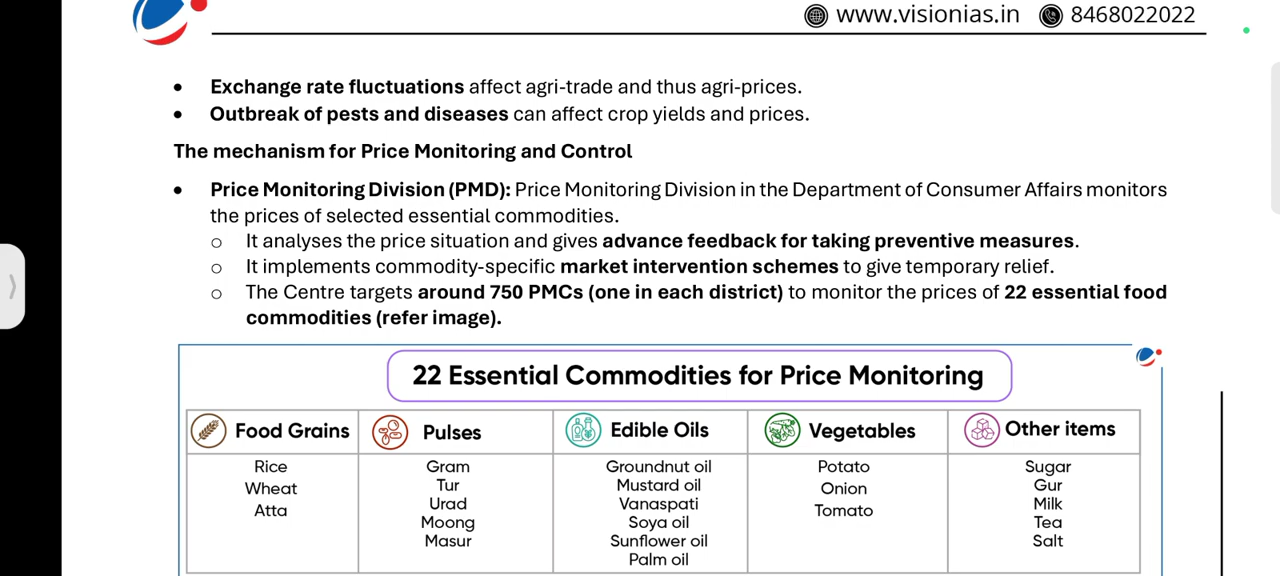 www.visionias.in 8468022022
• Exchange rate fluctuations affect agri-trade and thus agri-prices.
• Outbreak of pests and diseases can affect crop yields and prices.
The mechanism for Price Monitoring and Control
• Price Monitoring Division (PMD): Price Monitoring Division in the Department of Consumer Affairs monitors
the prices of selected essential commodities.
o It analyses the price situation and gives advance feedback for taking preventive measures.
o It implements commodity-specific market intervention schemes to give temporary relief.
o The Centre targets around 750 PMCs (one in each district) to monitor the prices of 22 essential food
commodities (refer image).
22 Essential Commodities for Price Monitoring
Food Grains Pulses Edible Oils Vegetables Other items
Rice Gram Groundnut oil Potato Sugar
Wheat Tur Mustard oil Onion Gur
Atta Urad Vanaspati Tomato Milk
Moong Soya oil Tea
Masur Sunflower oil Salt
Palm oil